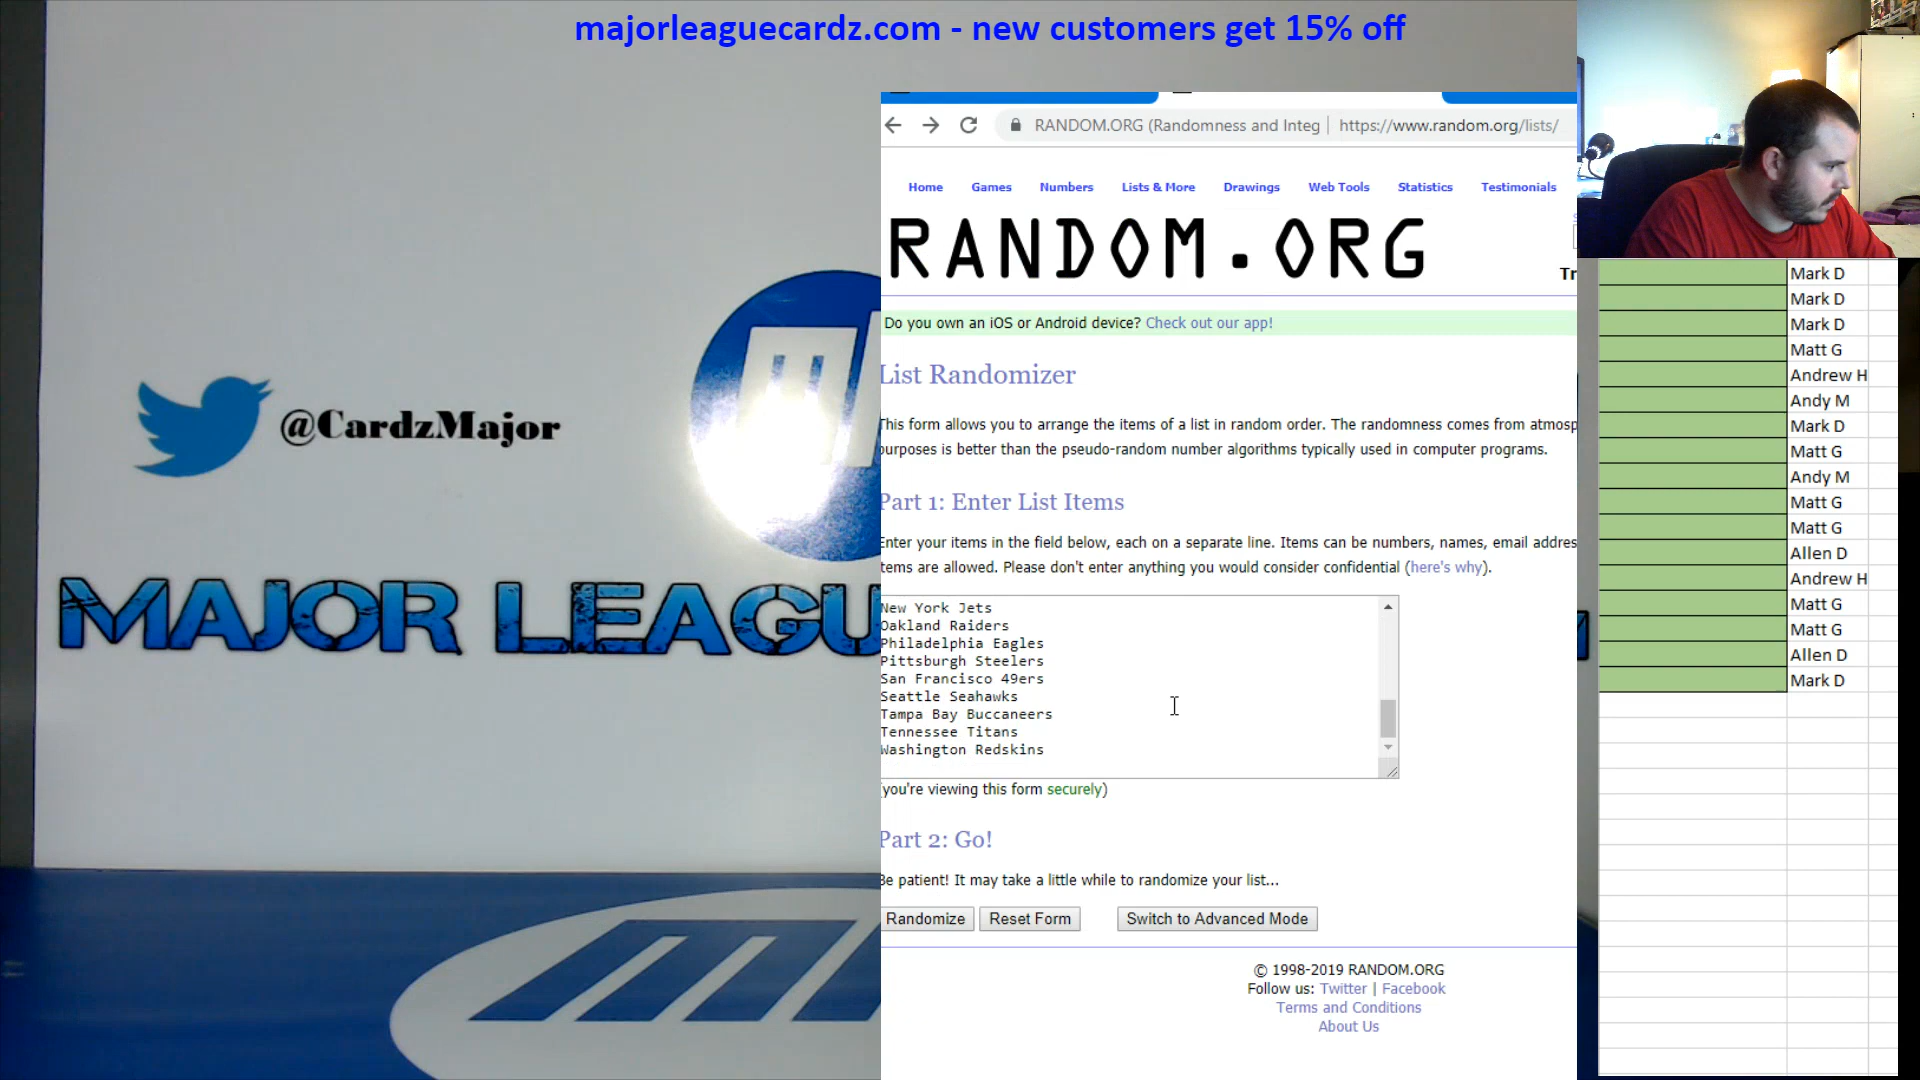 majorleaguecardz.com - new customers get 15% off
@CardzMajor
MAJOR LEAGU
RANDOM.ORG (Randomness and Integ
https://www.random.org/lists/
Home Games Numbers Lists & More Drawings Web Tools Statistics Testimonials
RANDOM.ORG
Tr
Do you own an iOS or Android device? Check out our app!
List Randomizer
This form allows you to arrange the items of a list in random order. The randomness comes from atmosp
purposes is better than the pseudo-random number algorithms typically used in computer programs.
Part 1: Enter List Items
Enter your items in the field below, each on a separate line. Items can be numbers, names, email addres
items are allowed. Please don't enter anything you would consider confidential (here's why).
New York Jets
Oakland Raiders
Philadelphia Eagles
Pittsburgh Steelers
San Francisco 49ers
Seattle Seahawks
Tampa Bay Buccaneers
Tennessee Titans
Washington Redskins
(you're viewing this form securely)
Part 2: Go!
Be patient! It may take a little while to randomize your list...
Randomize Reset Form Switch to Advanced Mode
© 1998-2019 RANDOM.ORG
Follow us: Twitter | Facebook
Terms and Conditions
About Us
Mark D
Mark D
Mark D
Matt G
Andrew H
Andy M
Mark D
Matt G
Andy M
Matt G
Matt G
Allen D
Andrew H
Matt G
Matt G
Allen D
Mark D